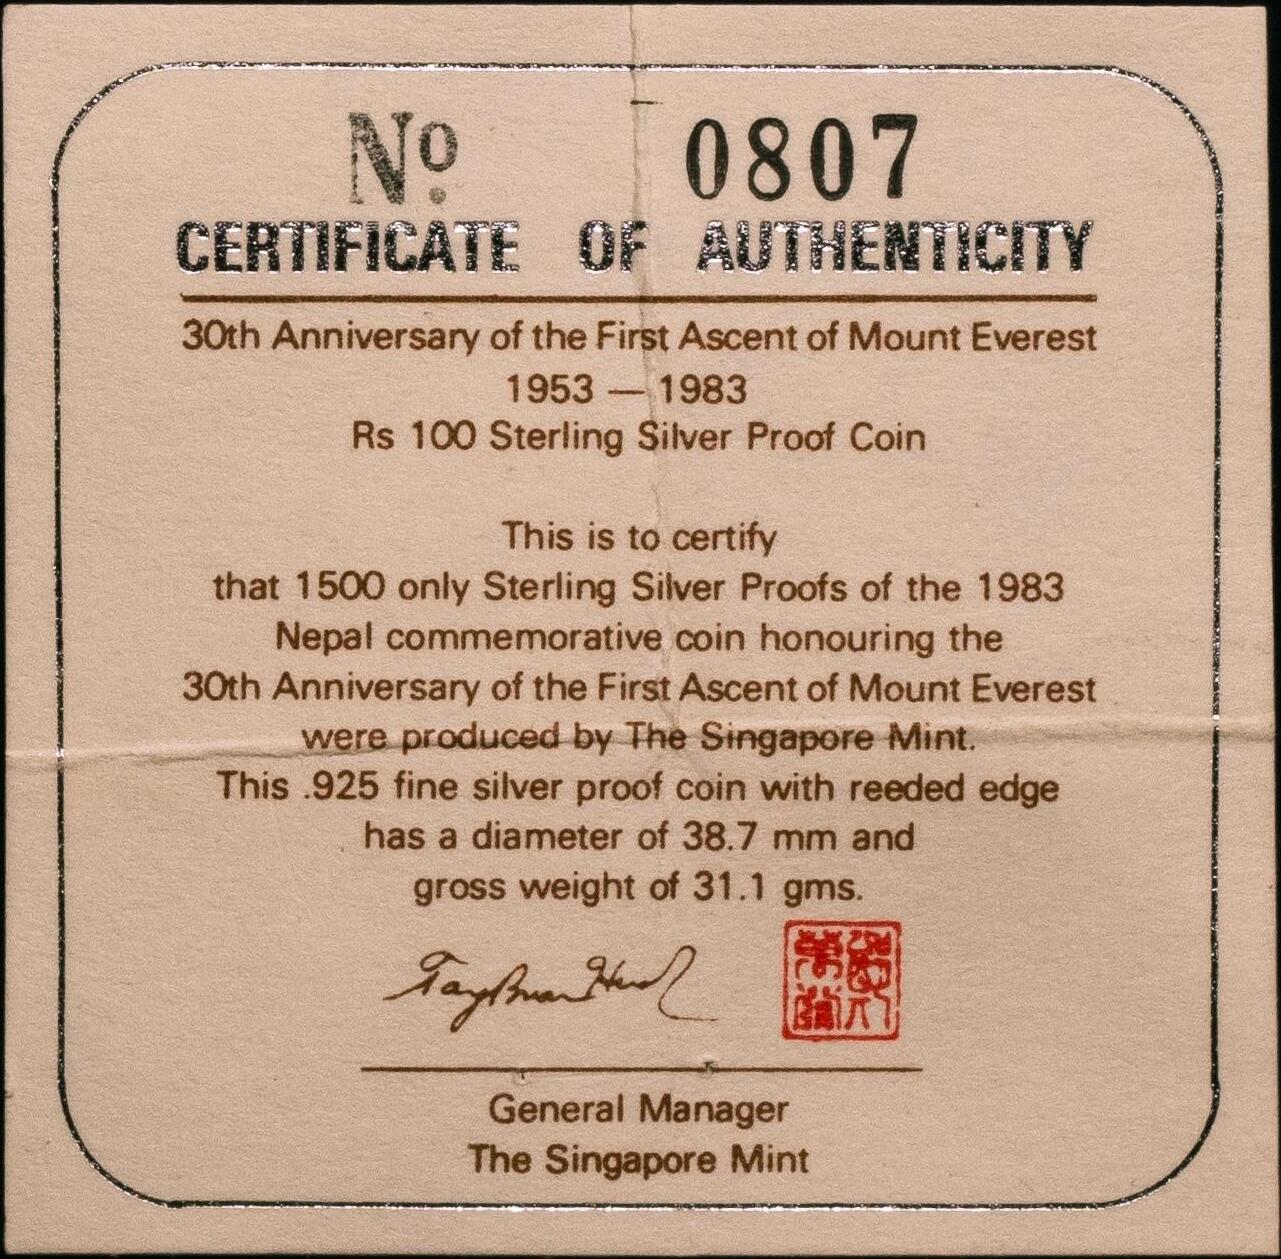 No. 0807
CERTIFICATE OF AUTHENTICITY
30th Anniversary of the First Ascent of Mount Everest
1953 — 1983
Rs 100 Sterling Silver Proof Coin
This is to certify
that 1500 only Sterling Silver Proofs of the 1983
Nepal commemorative coin honouring the
30th Anniversary of the First Ascent of Mount Everest
were produced by The Singapore Mint.
This .925 fine silver proof coin with reeded edge
has a diameter of 38.7 mm and
gross weight of 31.1 gms.
General Manager
The Singapore Mint